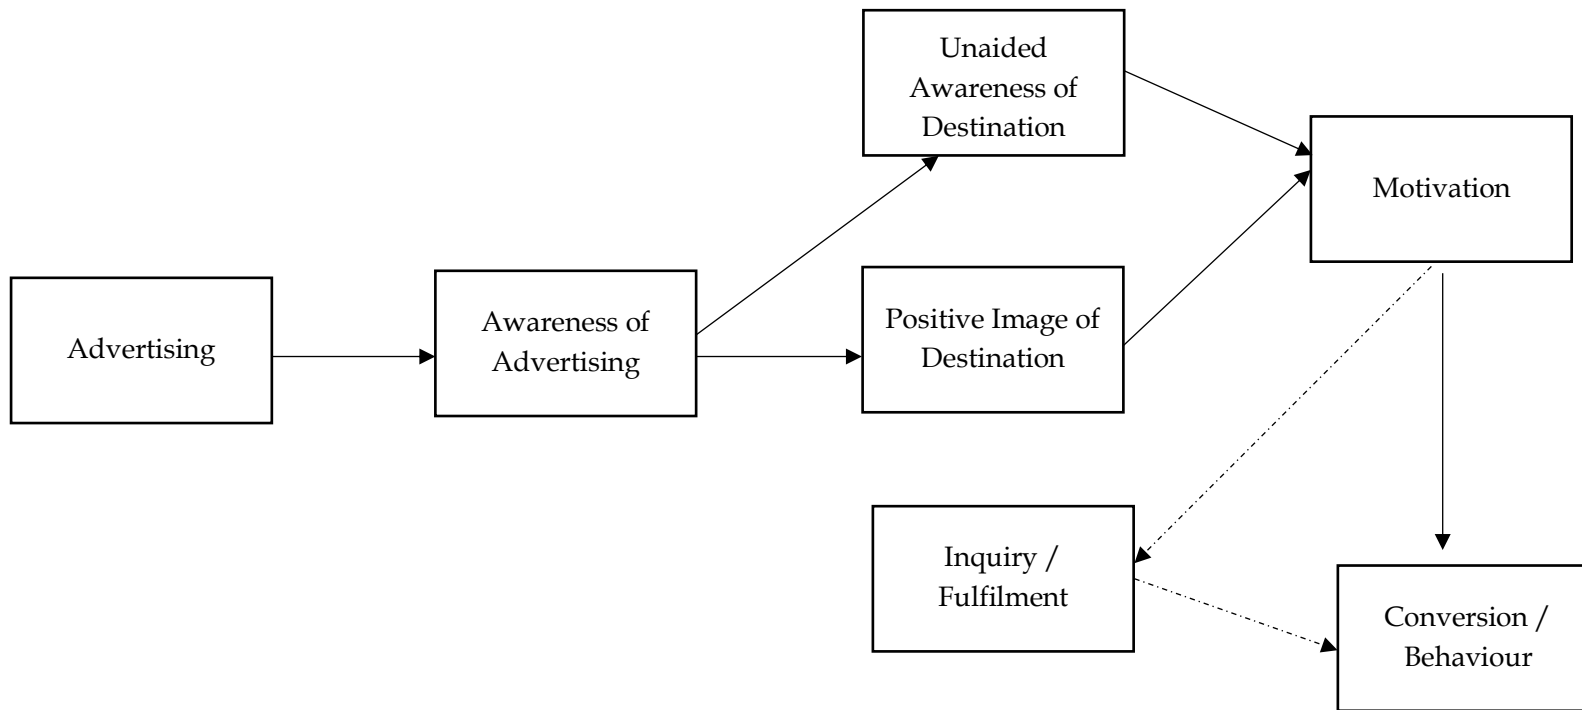 Unaided
Awareness of
Destination
Motivation
Advertising
Awareness of
Advertising
Positive Image of
Destination
Inquiry /
Fulfilment
Conversion /
Behaviour